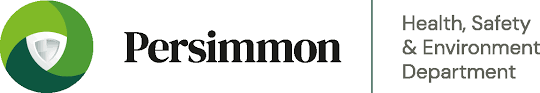 Persimmon
Health, Safety
& Environment
Department